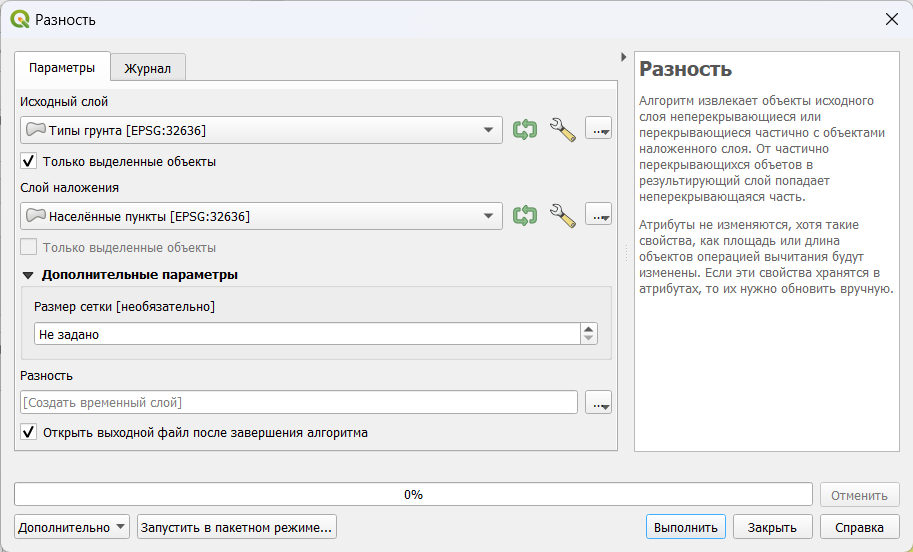 Разность
Параметры
Журнал
Исходный слой
Типы грунта [EPSG:32636]
...
Только выделенные объекты
Слой наложения
Населённые пункты [EPSG:32636]
...
Только выделенные объекты
Дополнительные параметры
Размер сетки [необязательно]
Не задано
Разность
[Создать временный слой]
...
Открыть выходной файл после завершения алгоритма
Разность
Алгоритм извлекает объекты исходного
слоя неперекрывающиеся или
перекрывающиеся частично с объектами
наложенного слоя. От частично
перекрывающихся объетов в
результирующий слой попадает
неперекрывающаяся часть.
Атрибуты не изменяются, хотя такие
свойства, как площадь или длина
объектов операцией вычитания будут
изменены. Если эти свойства хранятся в
атрибутах, то их нужно обновить вручную.
0%
Отменить
Дополнительно
Запустить в пакетном режиме...
Выполнить
Закрыть
Справка